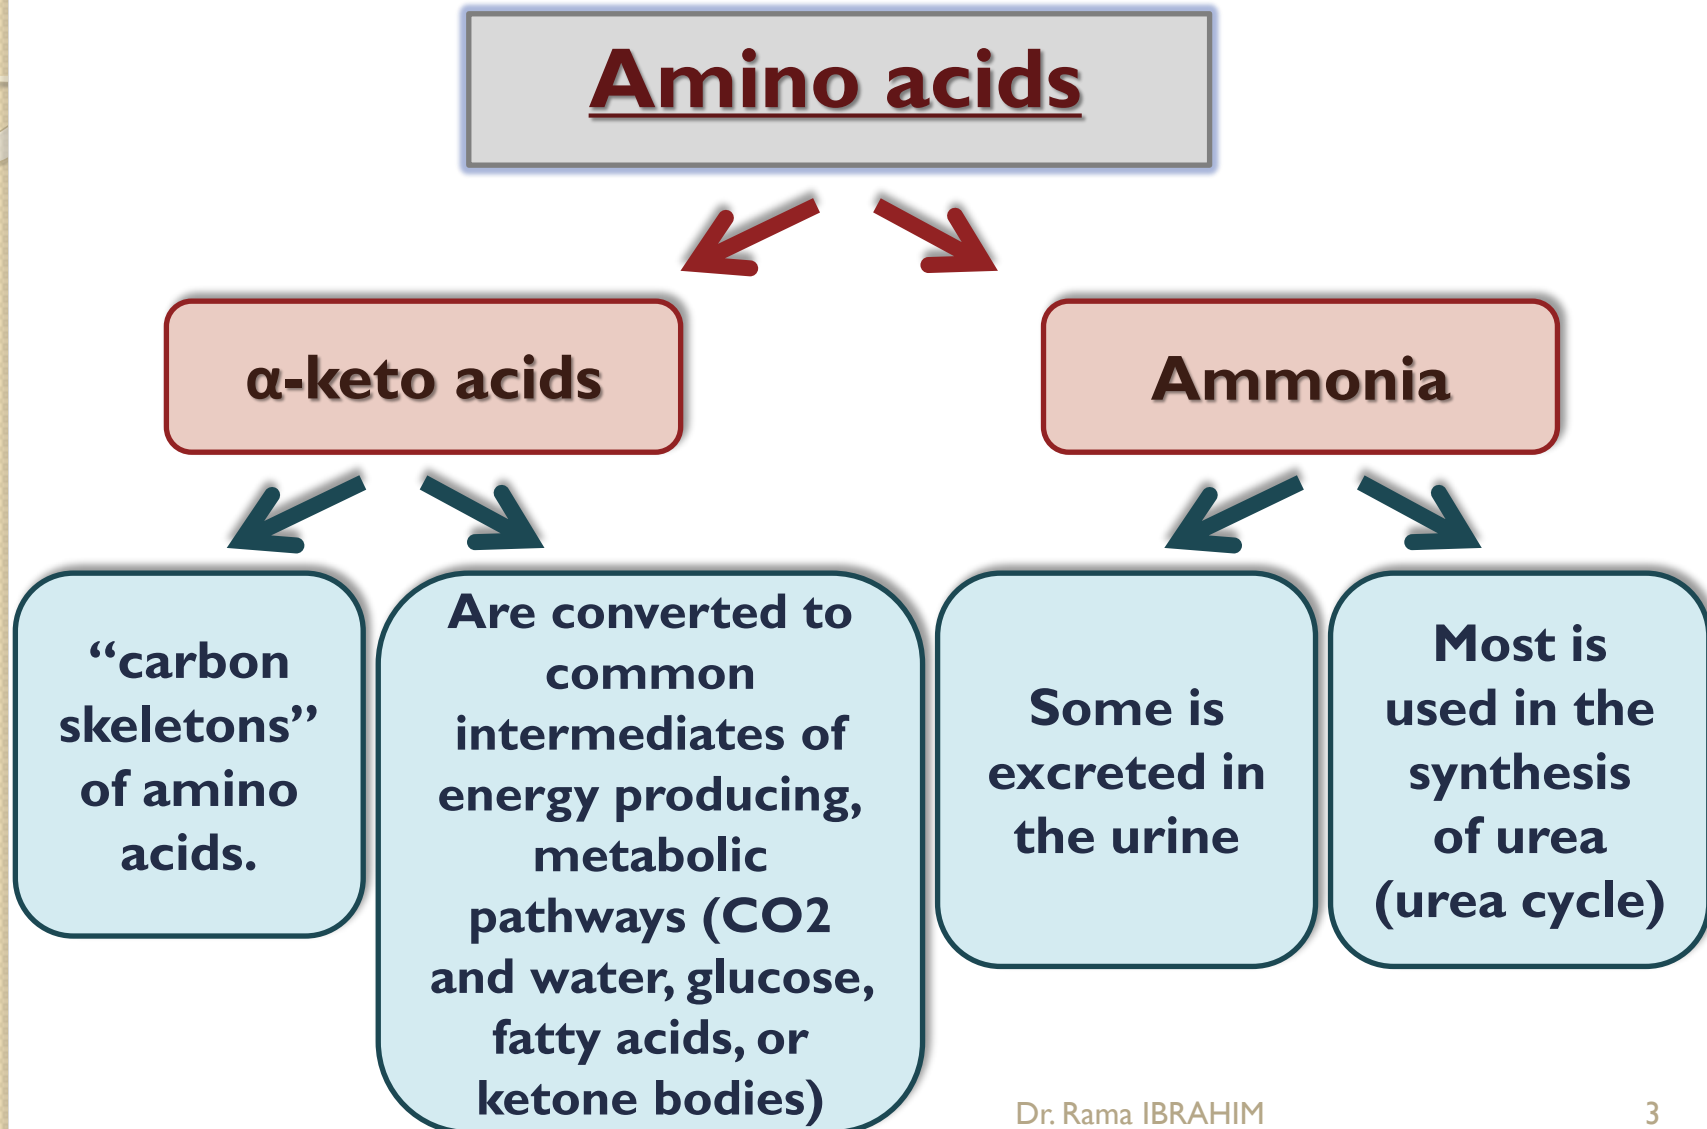 Amino acids
α-keto acids
Ammonia
“carbon
skeletons”
of amino
acids.
Are converted to
common
intermediates of
energy producing,
metabolic
pathways (CO2
and water, glucose,
fatty acids, or
ketone bodies)
Some is
excreted in
the urine
Most is
used in the
synthesis
of urea
(urea cycle)
Dr. Rama IBRAHIM
3